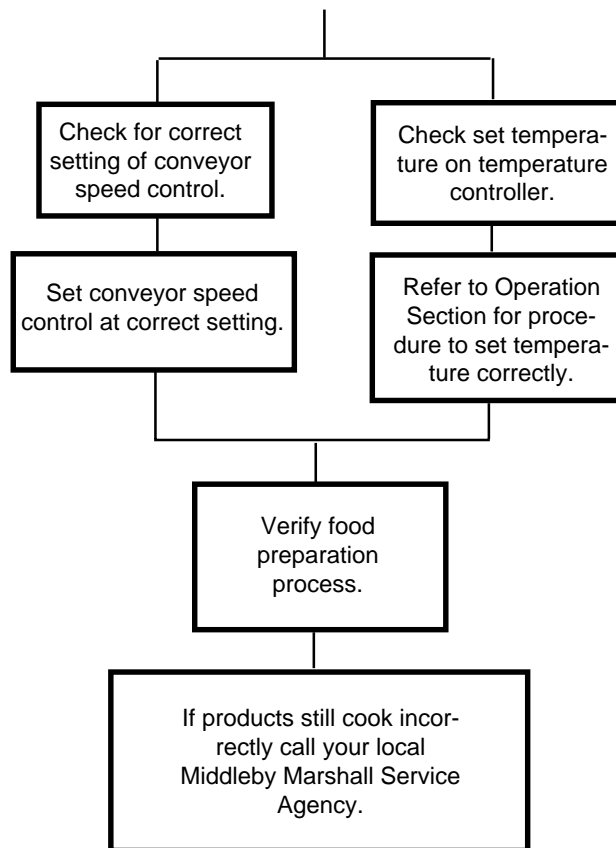 Check for correct
setting of conveyor
speed control.
Set conveyor speed
control at correct setting.
Check set tempera-
ture on temperature
controller.
Refer to Operation
Section for proce-
dure to set tempera-
ture correctly.
Verify food
preparation
process.
If products still cook incor-
rectly call your local
Middleby Marshall Service
Agency.